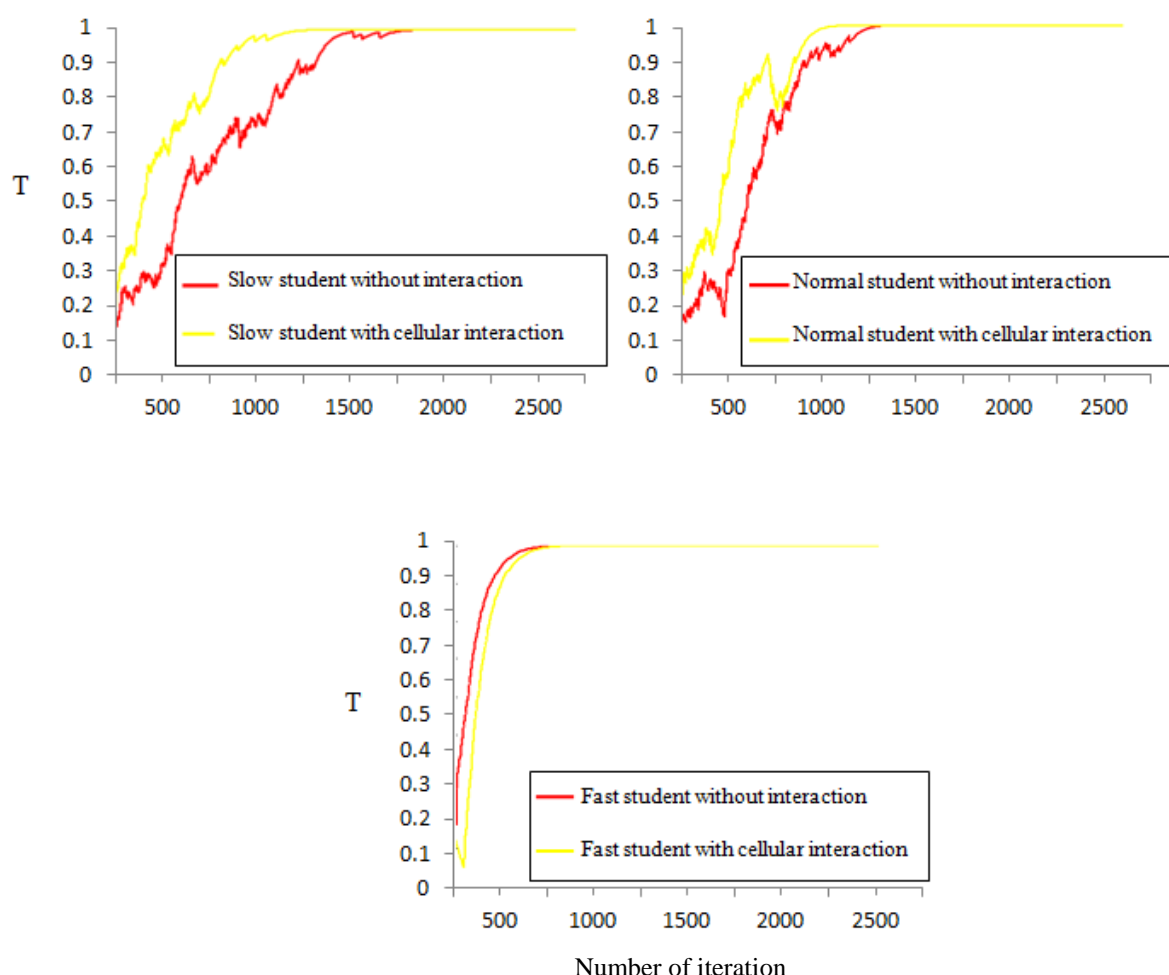 1
0.9
0.8
0.7
0.6
0.5
0.4
0.3
0.2
0.1
0
T
500 1000 1500 2000 2500
Slow student without interaction
Slow student with cellular interaction
1
0.9
0.8
0.7
0.6
0.5
0.4
0.3
0.2
0.1
0
500 1000 1500 2000 2500
Normal student without interaction
Normal student with cellular interaction
1
0.9
0.8
0.7
0.6
0.5
0.4
0.3
0.2
0.1
0
T
500 1000 1500 2000 2500
Fast student without interaction
Fast student with cellular interaction
Number of iteration